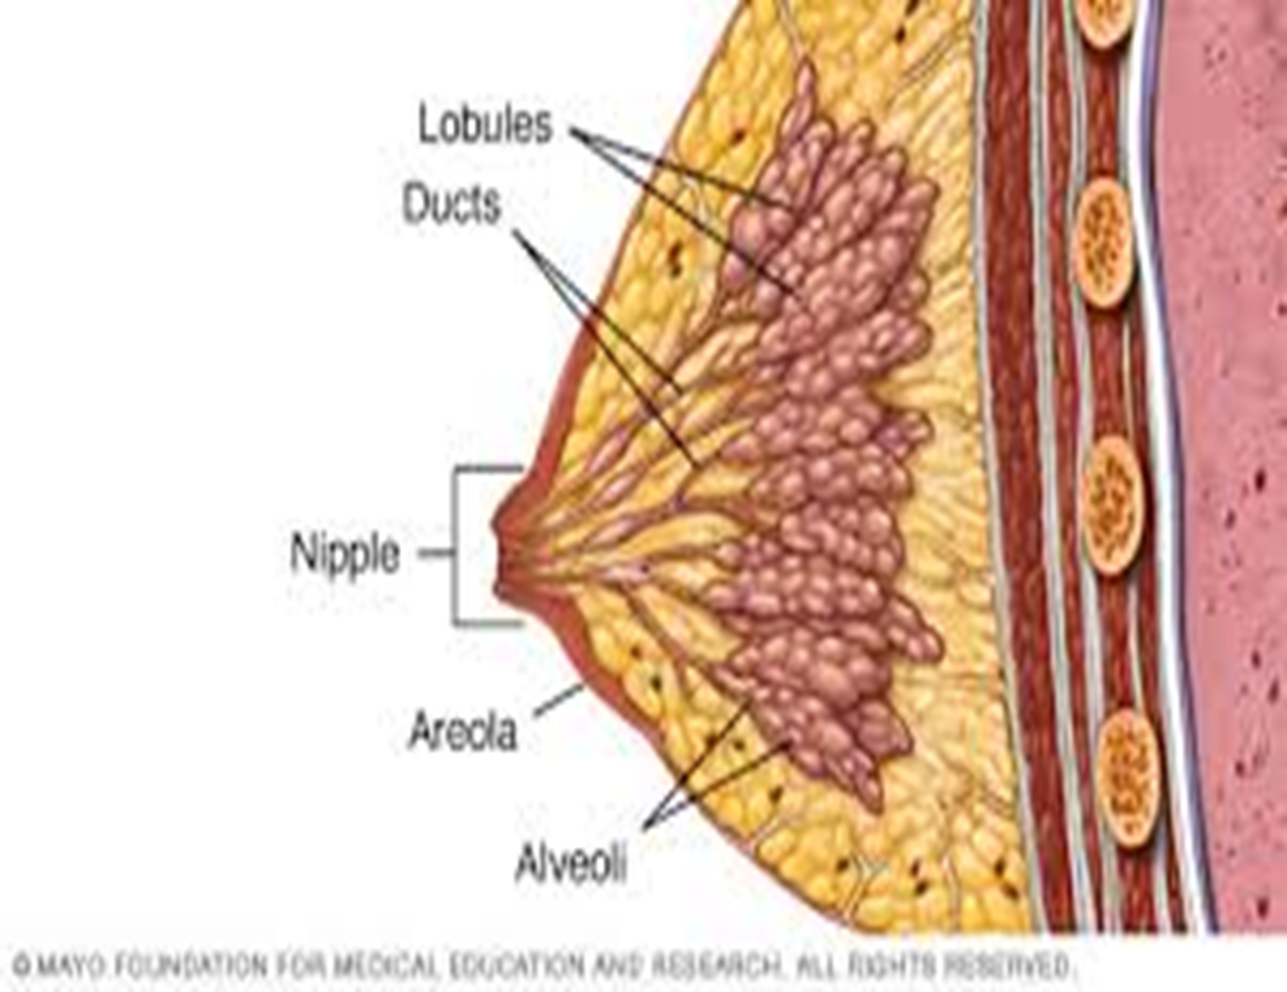 Lobules
Ducts
Nipple
Areola
Alveoli
© MAYO FOUNDATION FOR MEDICAL EDUCATION AND RESEARCH. ALL RIGHTS RESERVED.